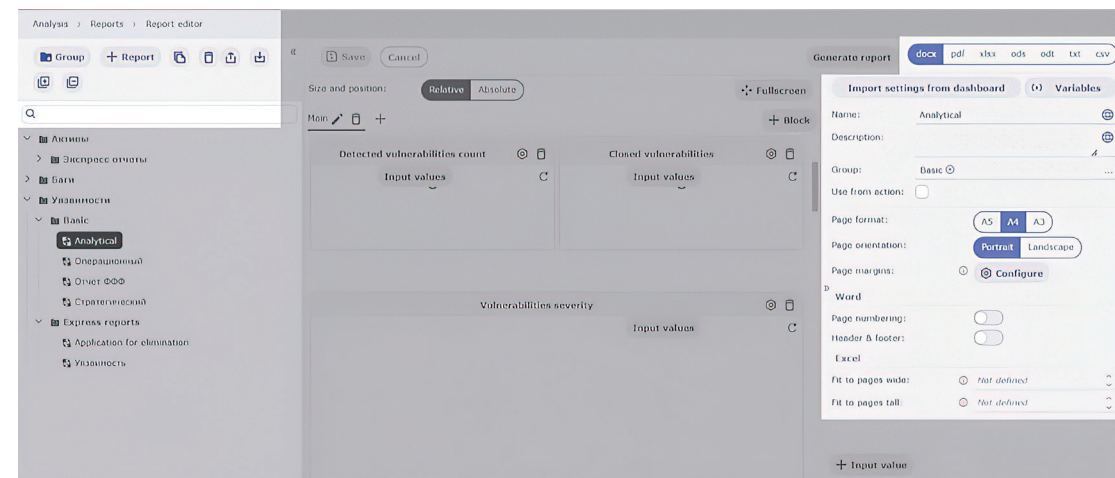 Analysis › Reports › Report editor
Group + Report
Save Cancel
Generate report docx pdf xlsx ods odt txt csv
Size and position: Relative Absolute
Fullscreen
Main
+ Block
Import settings from dashboard Variables
Name: Analytical
Description:
Group: Basic
Use from action:
Page format: A5 A4 A3
Page orientation: Portrait Landscape
Page margins: Configure
Word
Page numbering:
Header & footer:
Excel
Fit to pages wide: Not defined
Fit to pages tall: Not defined
+ Input value
Активы
Экспресс отчеты
Баги
Уязвимости
Basic
Analytical
Операционный
Отчет ФФФ
Стратегический
Express reports
Application for elimination
Уязвимость
Detected vulnerabilities count
Input values
Closed vulnerabilities
Input values
Vulnerabilities severity
Input values